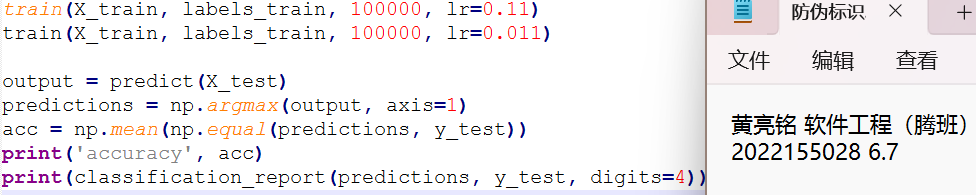 train(X_train, labels_train, 100000, lr=0.11)
train(X_train, labels_train, 100000, lr=0.011)
output = predict(X_test)
predictions = np.argmax(output, axis=1)
acc = np.mean(np.equal(predictions, y_test))
print('accuracy', acc)
print(classification_report(predictions, y_test, digits=4))
防伪标识
文件 编辑 查看
黄亮铭 软件工程（腾班）
2022155028 6.7